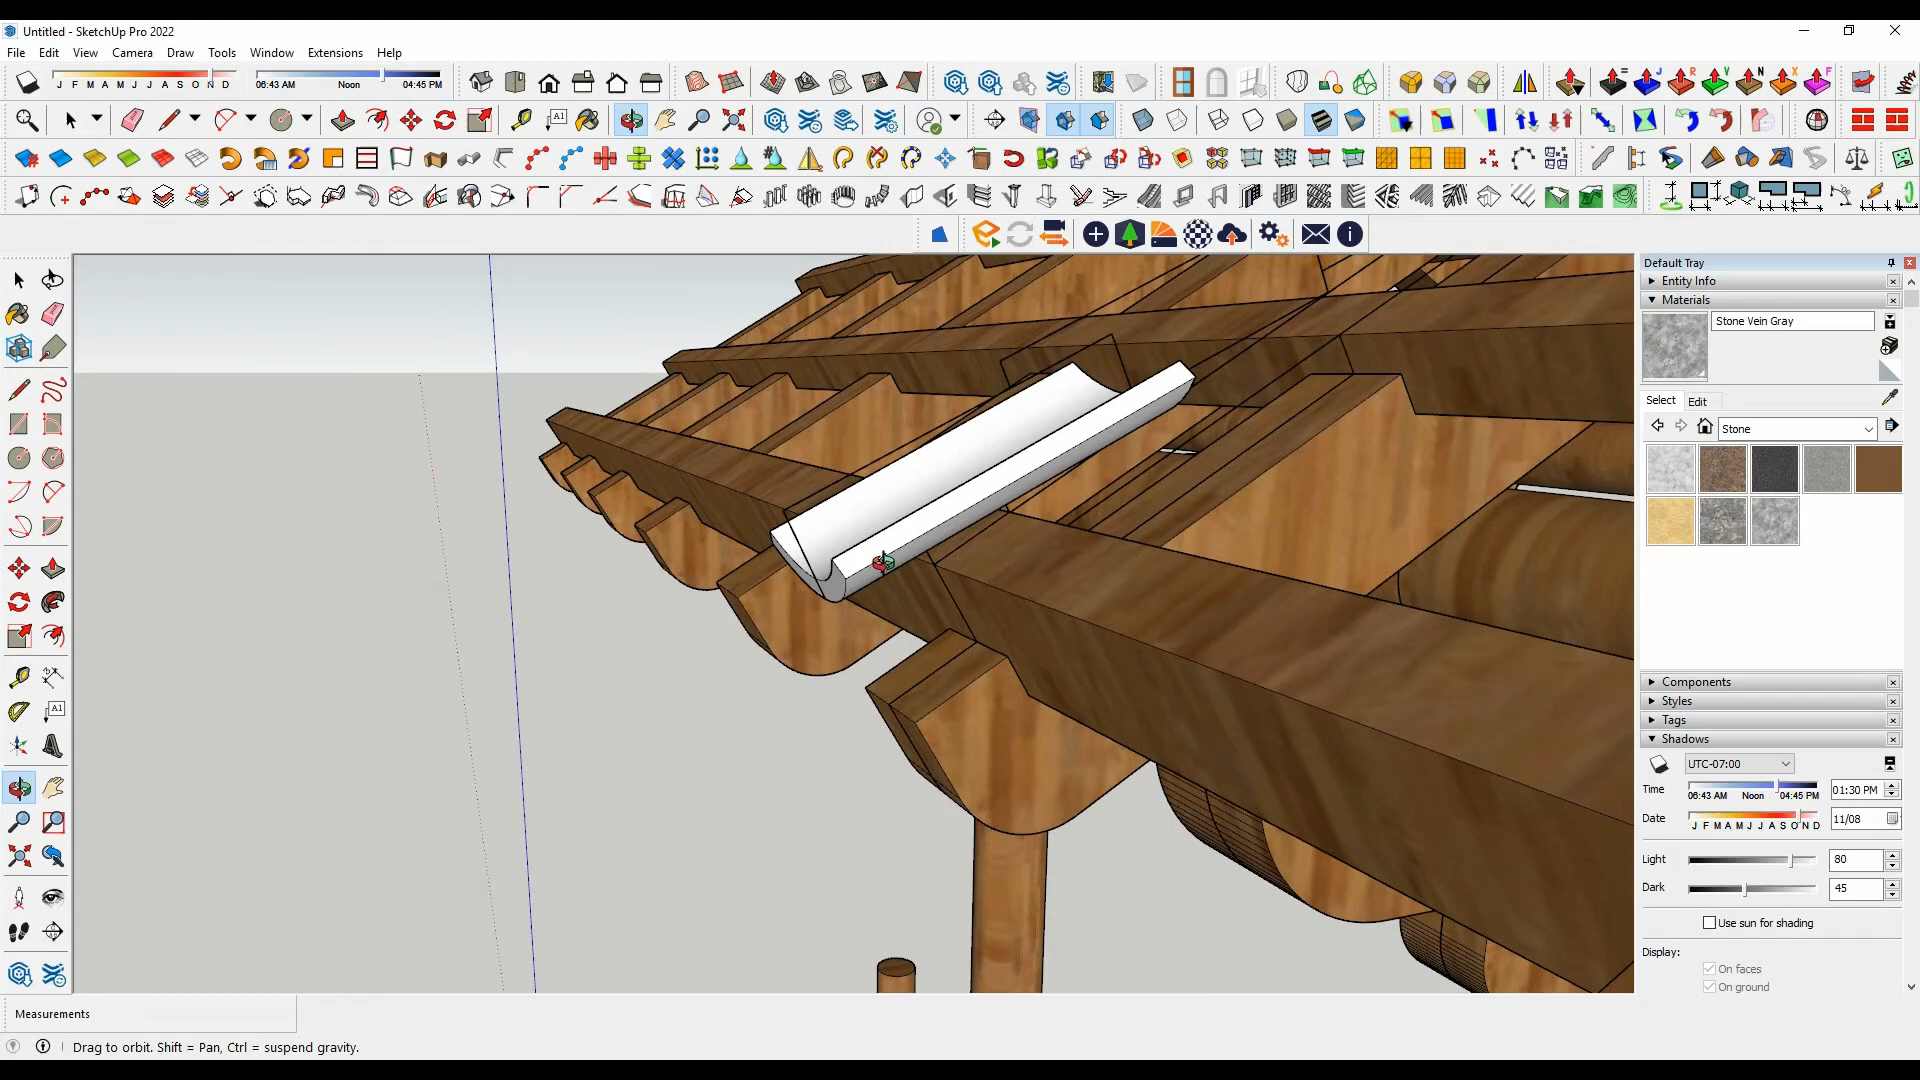 Untitled - SketchUp Pro 2022
File Edit View Camera Draw Tools Window Extensions Help
J F M A M J J A S O N D 06:43 AM Noon 04:45 PM
A1
Default Tray
Entity Info
Materials
Stone Vein Gray
Select Edit
Stone
A1
Components
Styles
Tags
Shadows
UTC-07:00
Time 06:43 AM Noon 04:45 PM 01:30 PM
Date J F M A M J J A S O N D 11/08
Light 80
Dark 45
Use sun for shading
Display:
On faces
On ground
Measurements
Drag to orbit. Shift = Pan, Ctrl = suspend gravity.